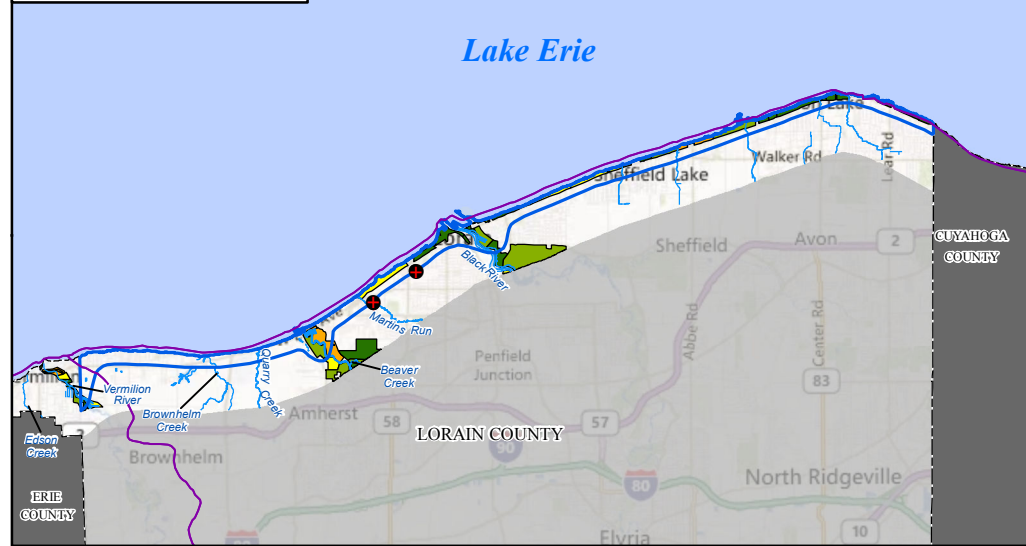 Lake Erie
Walker Rd
Lear Rd
Sheffield Lake
CUYAHOGA
COUNTY
2
Avon
Sheffield
Black River
Martins Run
Abbe Rd
Center Rd
Penfield
Junction
83
Beaver
Creek
Quarry Creek
Vermilion
River
Brownhelm
Creek
Edson
Creek
Amherst
58
57
LORAIN COUNTY
90
2
Brownhelm
80
North Ridgeville
ERIE
COUNTY
Elyria
10